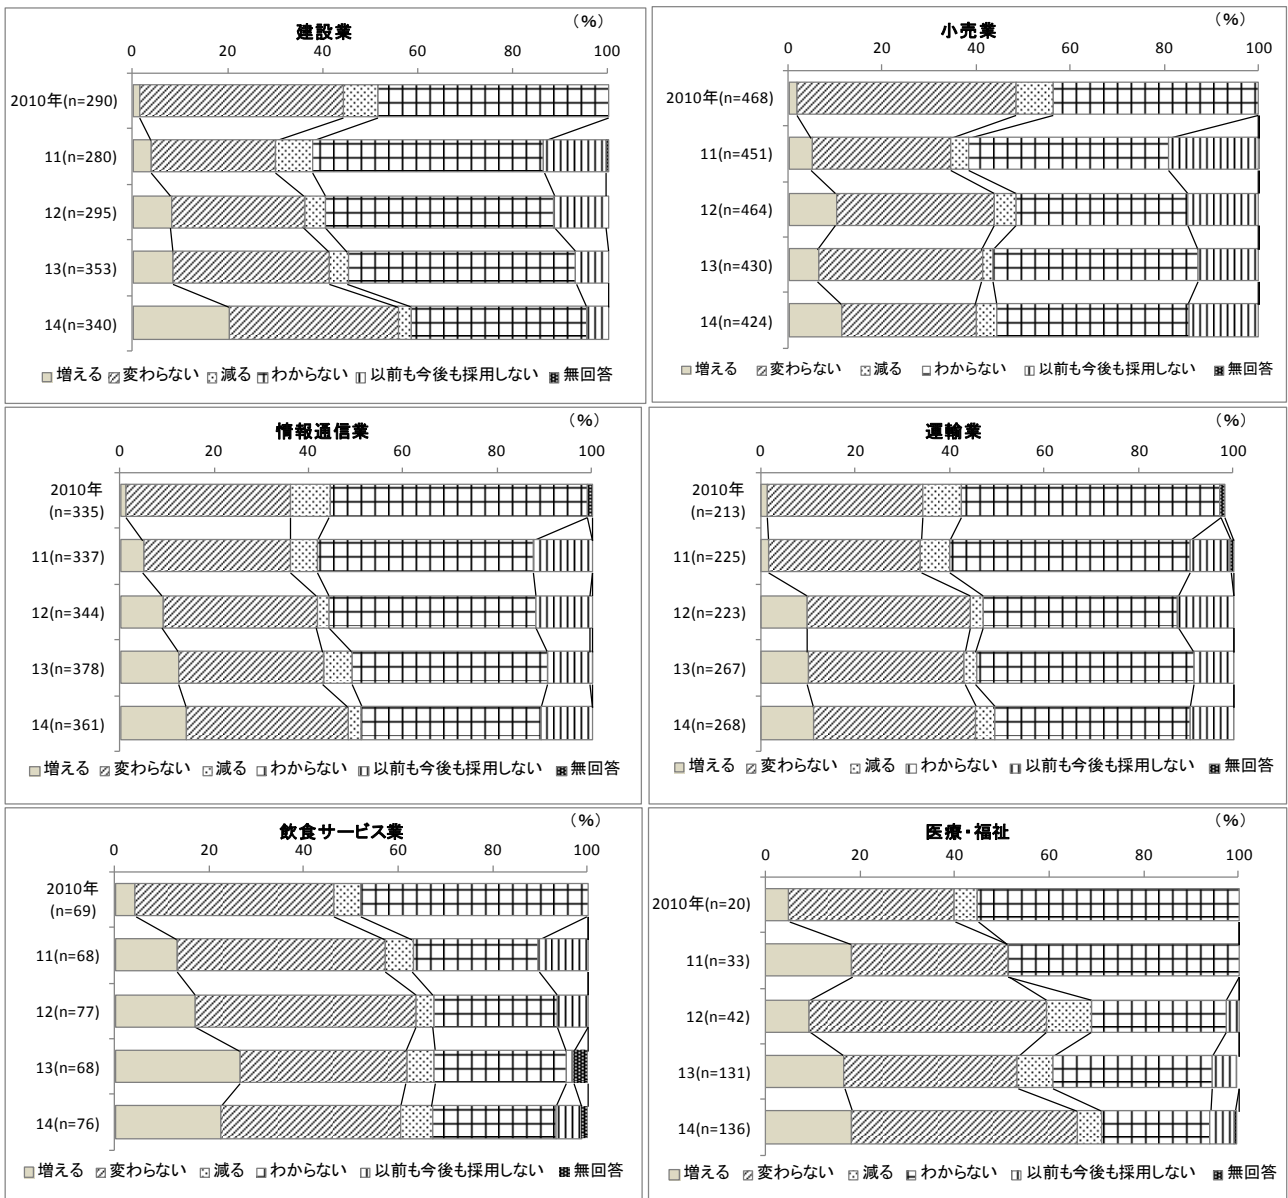 建設業
(%)
0 20 40 60 80 100
2010年(n=290)
11(n=280)
12(n=295)
13(n=353)
14(n=340)
増える 変わらない 減る わからない 以前も今後も採用しない 無回答
小売業
(%)
0 20 40 60 80 100
2010年(n=468)
11(n=451)
12(n=464)
13(n=430)
14(n=424)
増える 変わらない 減る わからない 以前も今後も採用しない 無回答
情報通信業
(%)
0 20 40 60 80 100
2010年
(n=335)
11(n=337)
12(n=344)
13(n=378)
14(n=361)
増える 変わらない 減る わからない 以前も今後も採用しない 無回答
運輸業
(%)
0 20 40 60 80 100
2010年
(n=213)
11(n=225)
12(n=223)
13(n=267)
14(n=268)
増える 変わらない 減る わからない 以前も今後も採用しない 無回答
飲食サービス業
(%)
0 20 40 60 80 100
2010年
(n=69)
11(n=68)
12(n=77)
13(n=68)
14(n=76)
増える 変わらない 減る わからない 以前も今後も採用しない 無回答
医療・福祉
(%)
0 20 40 60 80 100
2010年(n=20)
11(n=33)
12(n=42)
13(n=131)
14(n=136)
増える 変わらない 減る わからない 以前も今後も採用しない 無回答